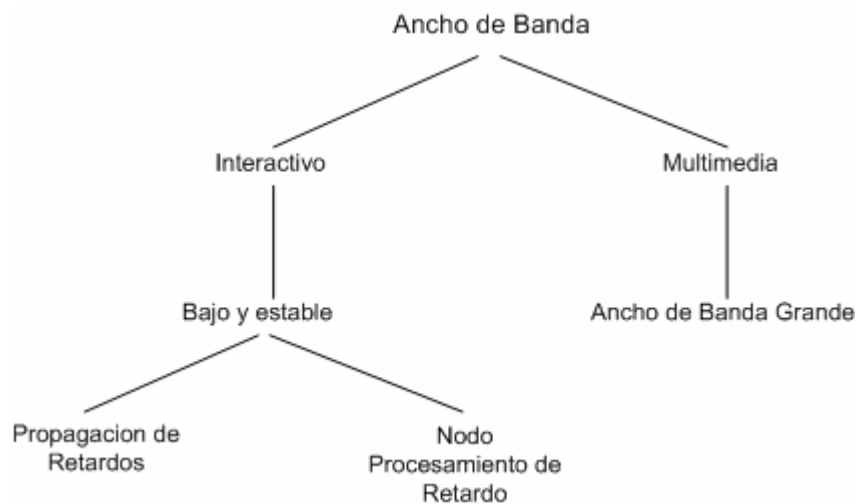 Ancho de Banda
Interactivo
Multimedia
Bajo y estable
Ancho de Banda Grande
Propagacion de
Retardos
Nodo
Procesamiento de
Retardo